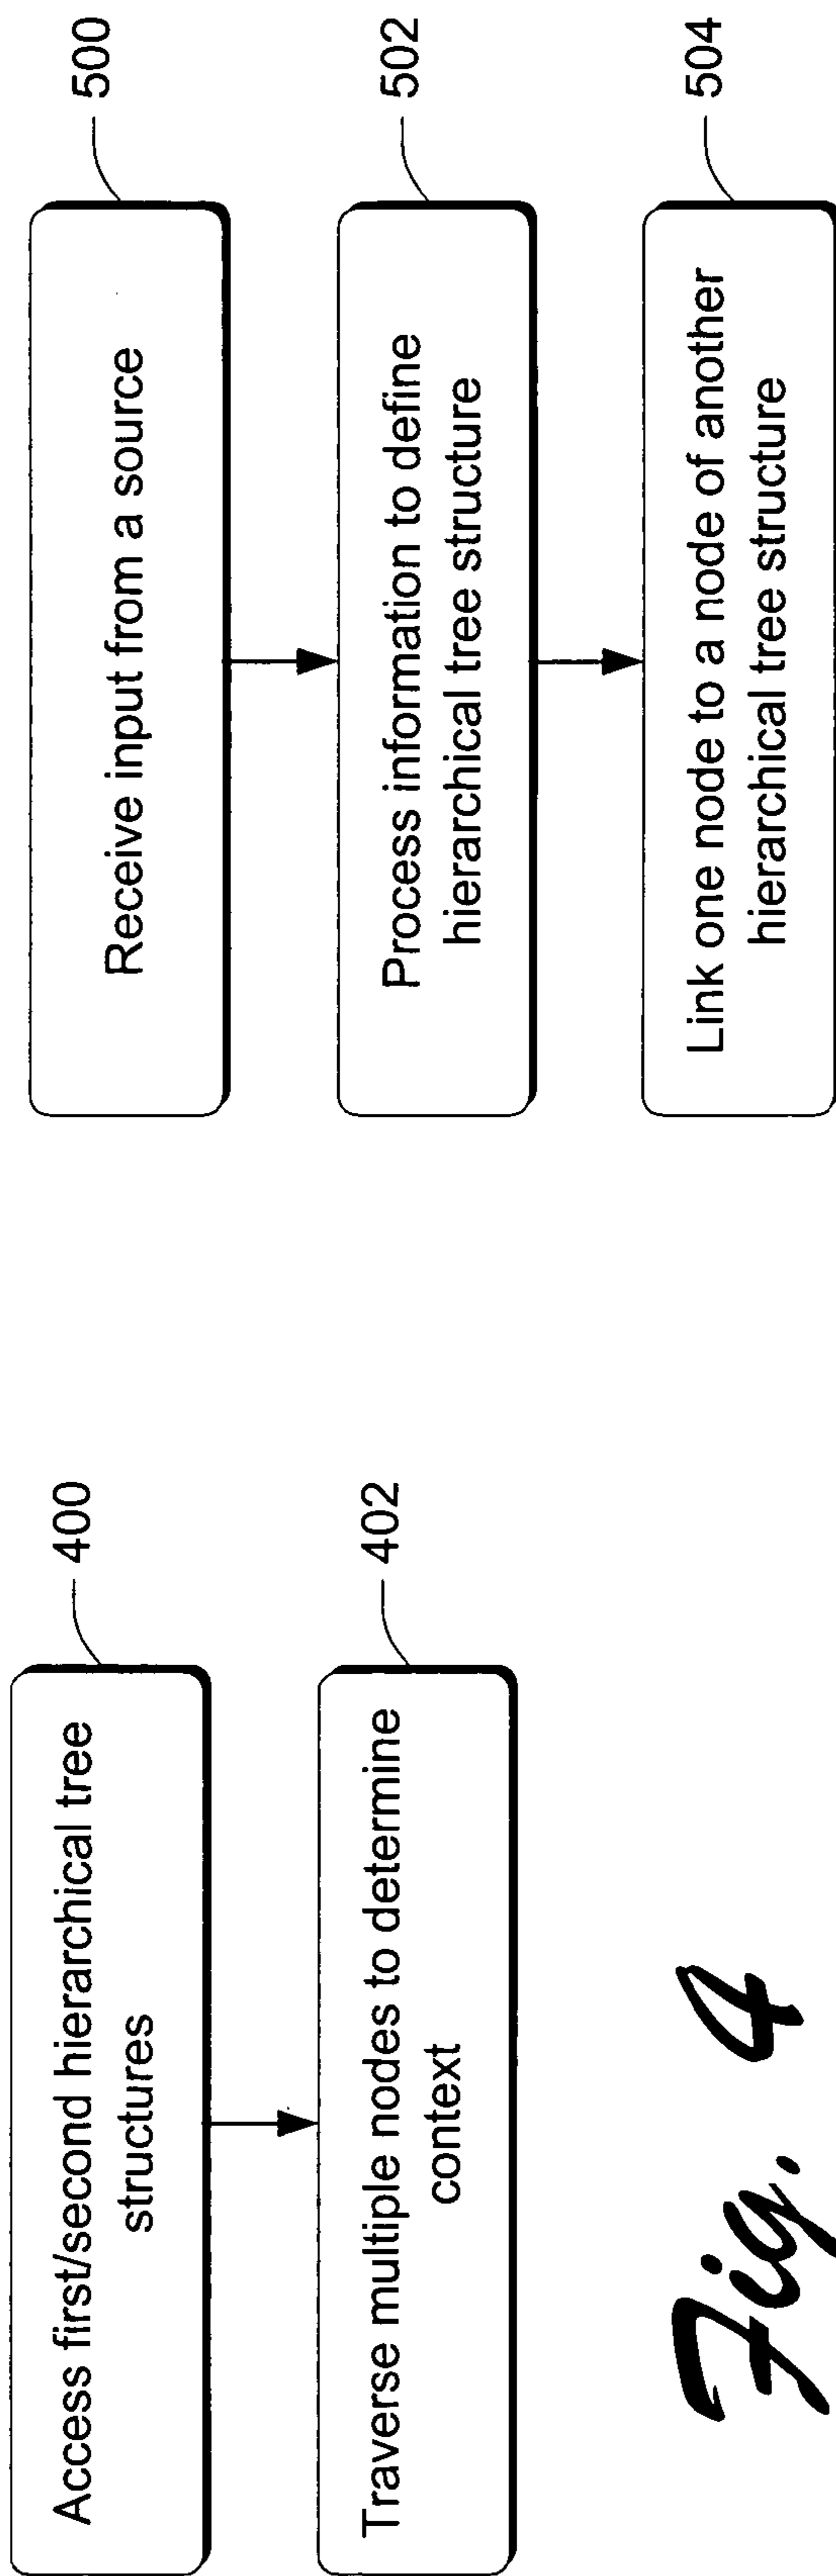 Access first/second hierarchical tree
structures
400
Traverse multiple nodes to determine
context
402
Fig. 4
Receive input from a source
500
Process information to define
hierarchical tree structure
502
Link one node to a node of another
hierarchical tree structure
504